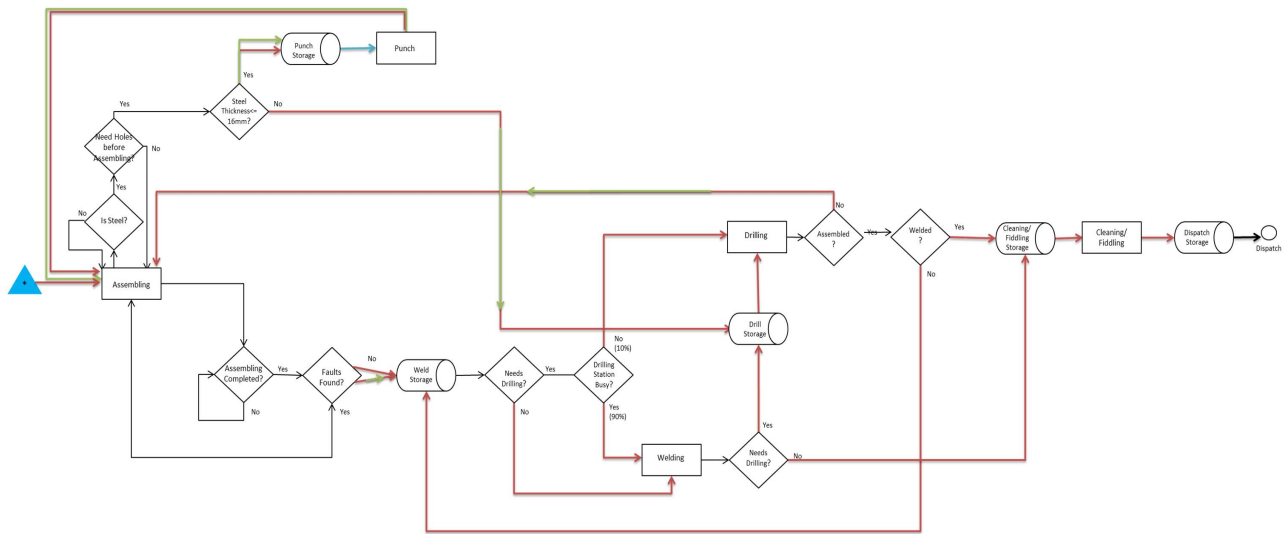 Punch
Storage
Punch
Yes
Steel
Thickness<=
16mm?
No
Yes
Need Holes
before
Assembling?
No
Yes
No
Is Steel?
Assembling
No
Drilling
Assembled
?
Yes
Welded
?
Yes
No
Cleaning/
Fiddling
Storage
Cleaning/
Fiddling
Dispatch
Storage
Dispatch
Drill
Storage
No
(10%)
Assembling
Completed?
Yes
No
Faults
Found?
No
Yes
Weld
Storage
Needs
Drilling?
Yes
No
Drilling
Station
Busy?
Yes
(90%)
Welding
Yes
Needs
Drilling?
No